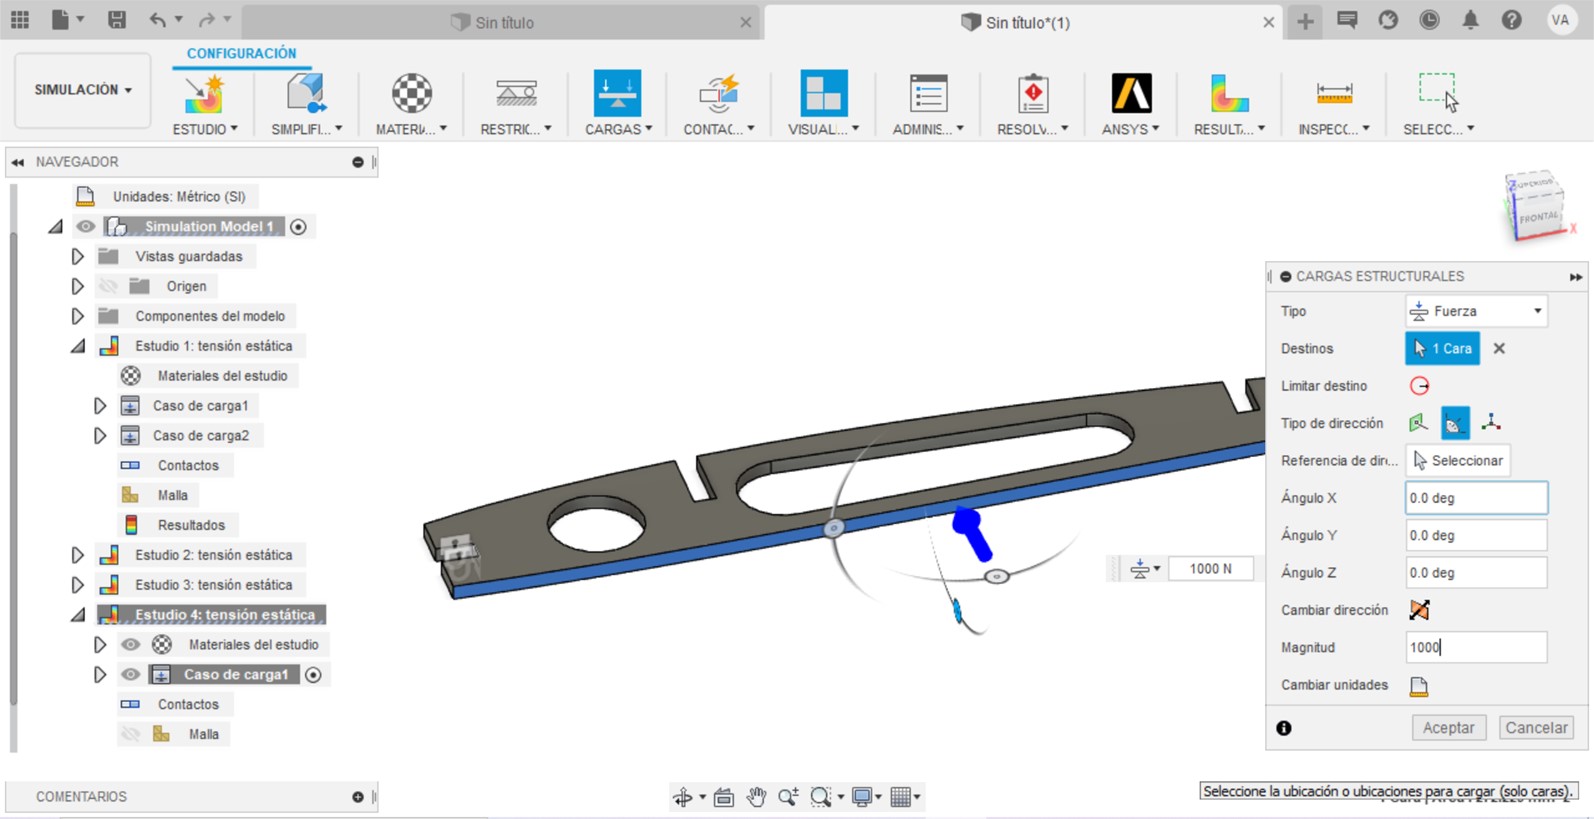 Sin título
Sin título*(1)
VA
SIMULACIÓN
CONFIGURACIÓN
ESTUDIO
SIMPLIFI...
MATERI...
RESTRIC...
CARGAS
CONTAC...
VISUAL...
ADMINIS...
RESOLV...
ANSYS
RESULT...
INSPECC...
SELECC...
NAVEGADOR
Unidades: Métrico (SI)
Simulation Model 1
Vistas guardadas
Origen
Componentes del modelo
Estudio 1: tensión estática
Materiales del estudio
Caso de carga1
Caso de carga2
Contactos
Malla
Resultados
Estudio 2: tensión estática
Estudio 3: tensión estática
Estudio 4: tensión estática
Materiales del estudio
Caso de carga1
Contactos
Malla
COMENTARIOS
1000 N
FRONTAL
X
CARGAS ESTRUCTURALES
Tipo
Fuerza
Destinos
1 Cara
Limitar destino
Tipo de dirección
Referencia de dir...
Seleccionar
Ángulo X
0.0 deg
Ángulo Y
0.0 deg
Ángulo Z
0.0 deg
Cambiar dirección
Magnitud
1000
Cambiar unidades
Aceptar
Cancelar
Seleccione la ubicación o ubicaciones para cargar (solo caras).